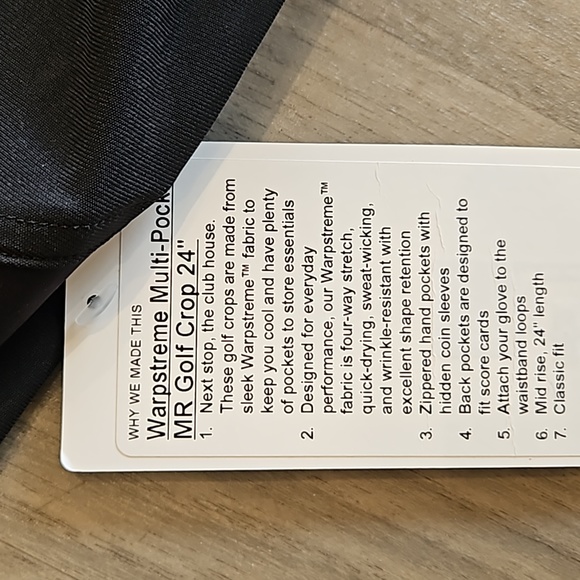 WHY WE MADE THIS
Warpstreme Multi-Pock
MR Golf Crop 24"
1. Next stop, the club house.
These golf crops are made from
sleek Warpstreme™ fabric to
keep you cool and have plenty
of pockets to store essentials
2. Designed for everyday
performance, our Warpstreme™
fabric is four-way stretch,
quick-drying, sweat-wicking,
and wrinkle-resistant with
excellent shape retention
3. Zippered hand pockets with
hidden coin sleeves
4. Back pockets are designed to
fit score cards
5. Attach your glove to the
waistband loops
6. Mid rise, 24" length
7. Classic fit